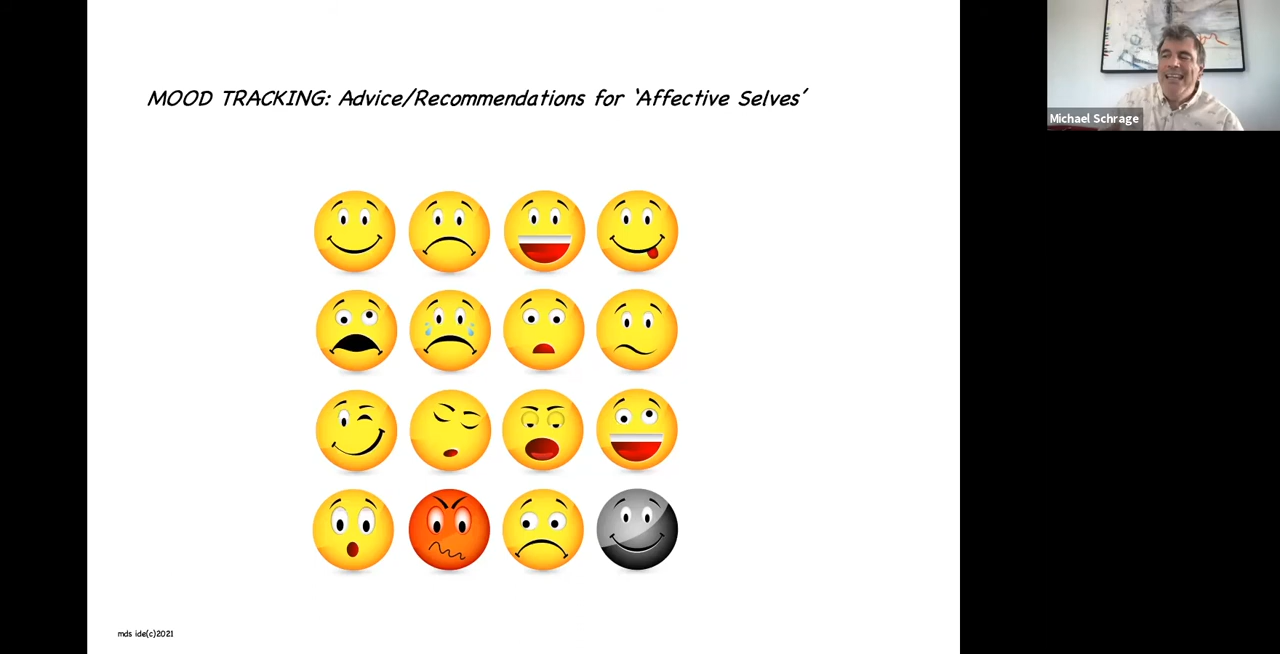 MOOD TRACKING: Advice/Recommendations for ‘Affective Selves’
Michael Schrage
mds ide(c)2021